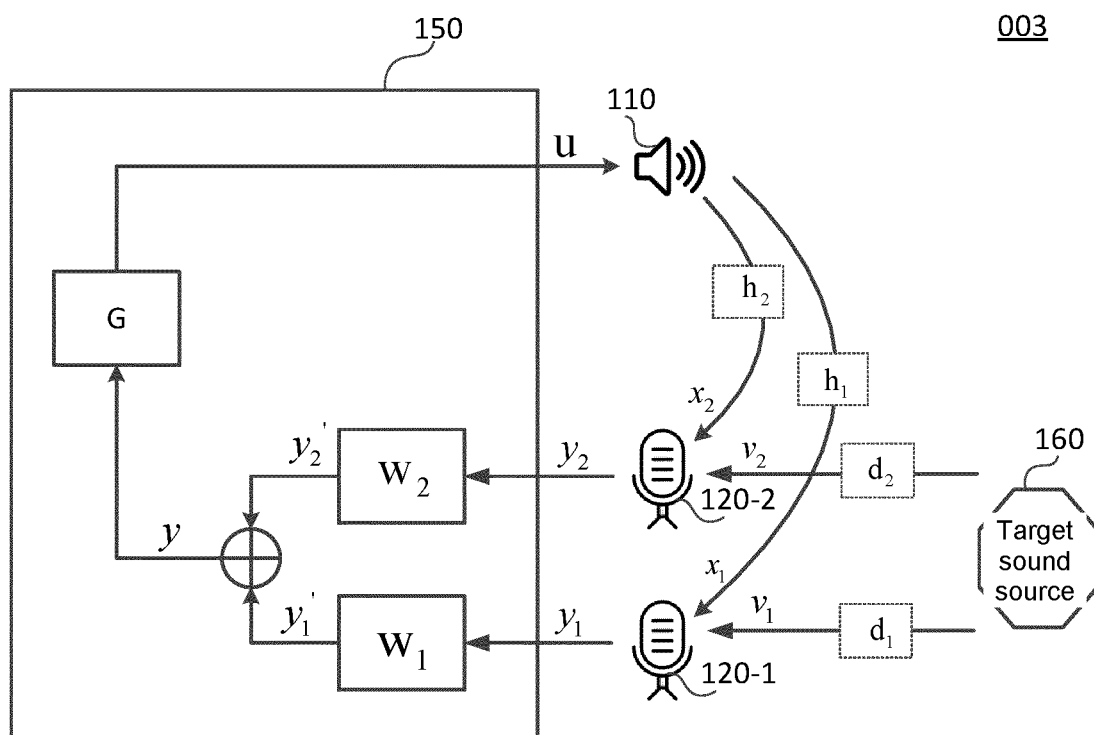 003
150
110
u
h₂
G
h₁
x₂
y₂'
W₂
y₂
v₂
d₂
160
120-2
Target
sound
source
y
x₁
y₁'
W₁
y₁
v₁
d₁
120-1